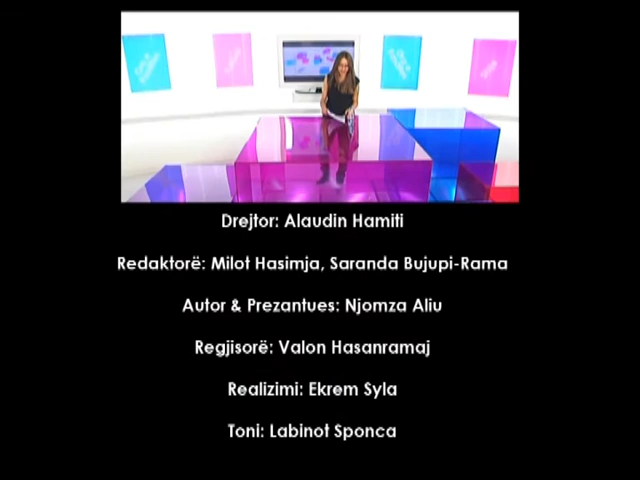 Drejtor: Alaudin Hamiti
Redaktorë: Milot Hasimja, Saranda Bujupi-Rama
Autor & Prezantues: Njomza Aliu
Regjisorë: Valon Hasanramaj
Realizimi: Ekrem Syla
Toni: Labinot Sponca